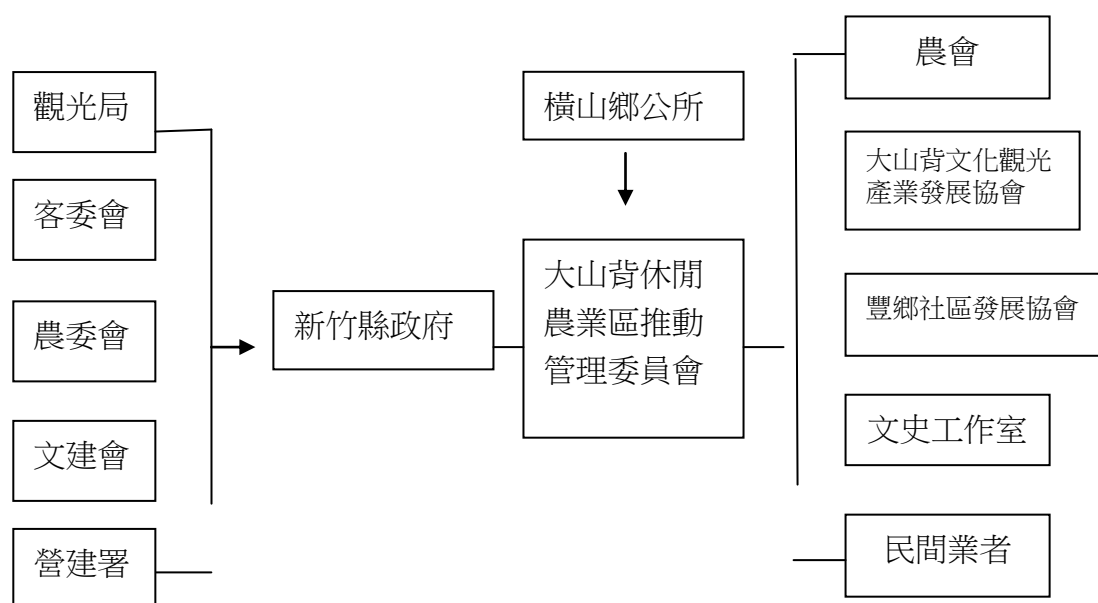 觀光局
客委會
農委會
文建會
營建署
新竹縣政府
橫山鄉公所
大山背休閒
農業區推動
管理委員會
農會
大山背文化觀光
產業發展協會
豐鄉社區發展協會
文史工作室
民間業者